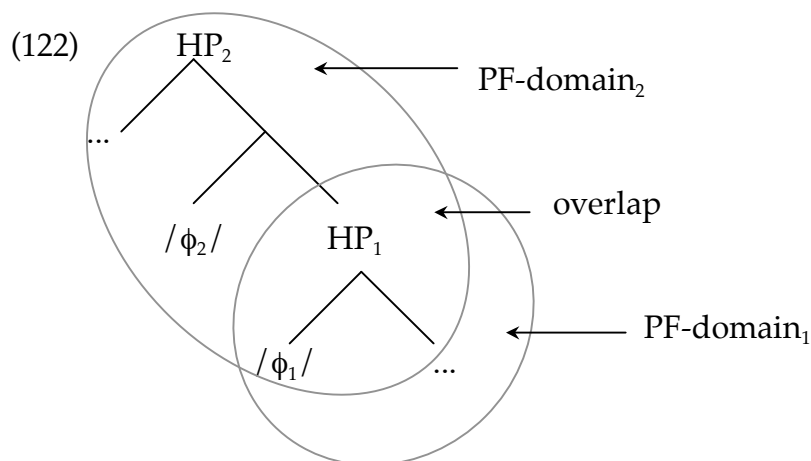 (122)
HP₂
PF-domain₂
...
overlap
/ϕ₂/
HP₁
PF-domain₁
/ϕ₁/
...